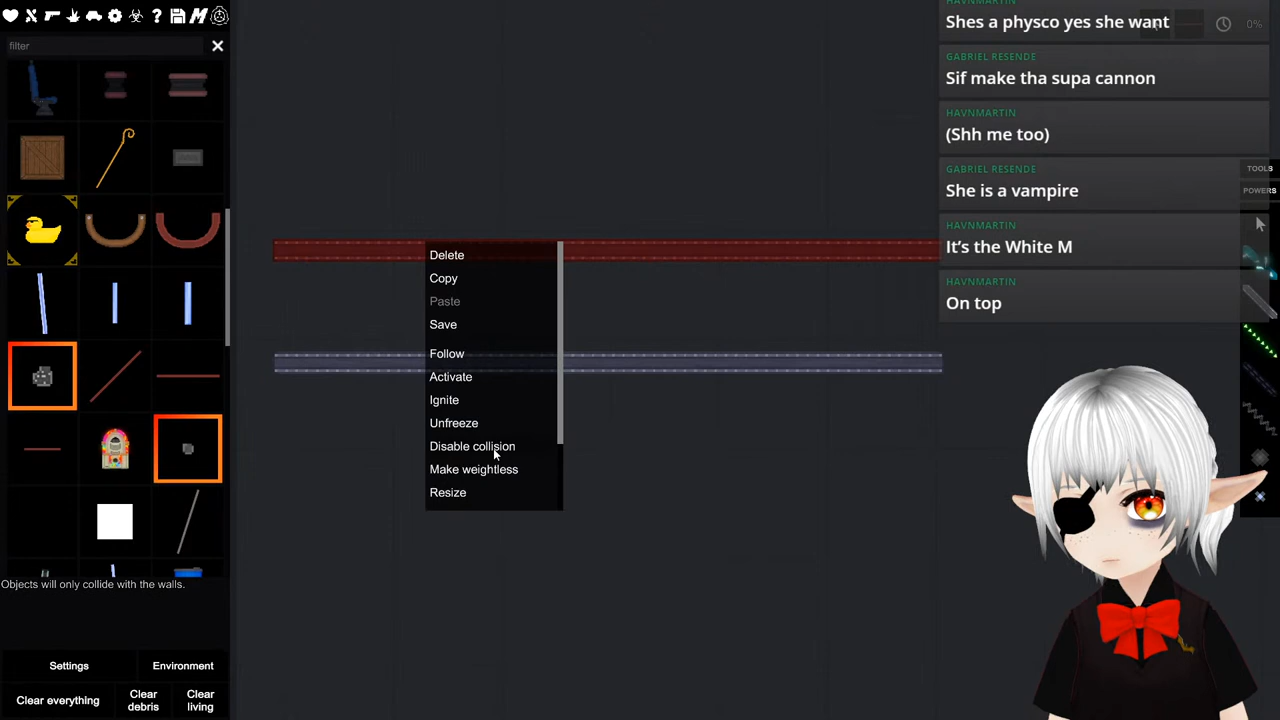 filter
Objects will only collide with the walls.
Settings
Environment
Clear everything
Clear debris
Clear living
Delete
Copy
Paste
Save
Follow
Activate
Ignite
Unfreeze
Disable collision
Make weightless
Resize
0%
HAVNMARTIN
Shes a physco yes she want
GABRIEL RESENDE
Sif make tha supa cannon
HAVNMARTIN
(Shh me too)
GABRIEL RESENDE
She is a vampire
HAVNMARTIN
It's the White M
HAVNMARTIN
On top
TOOLS
POWERS